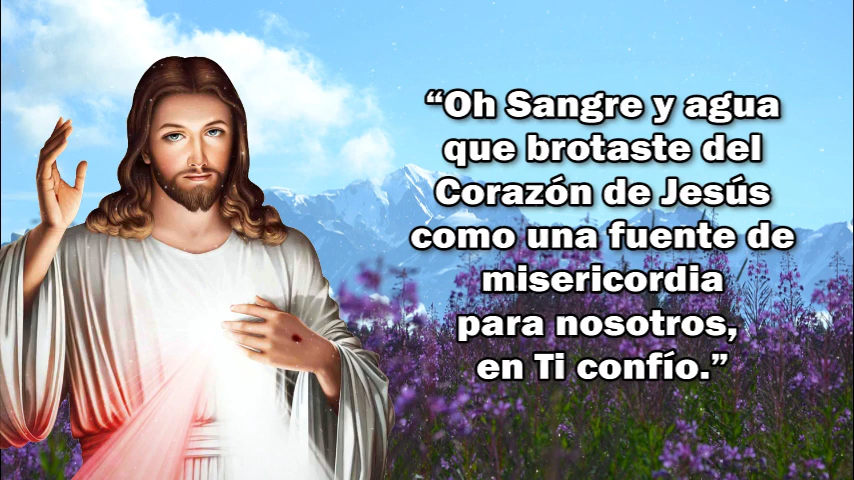 “Oh Sangre y agua
que brotaste del
Corazón de Jesús
como una fuente de
misericordia
para nosotros,
en Ti confío.”